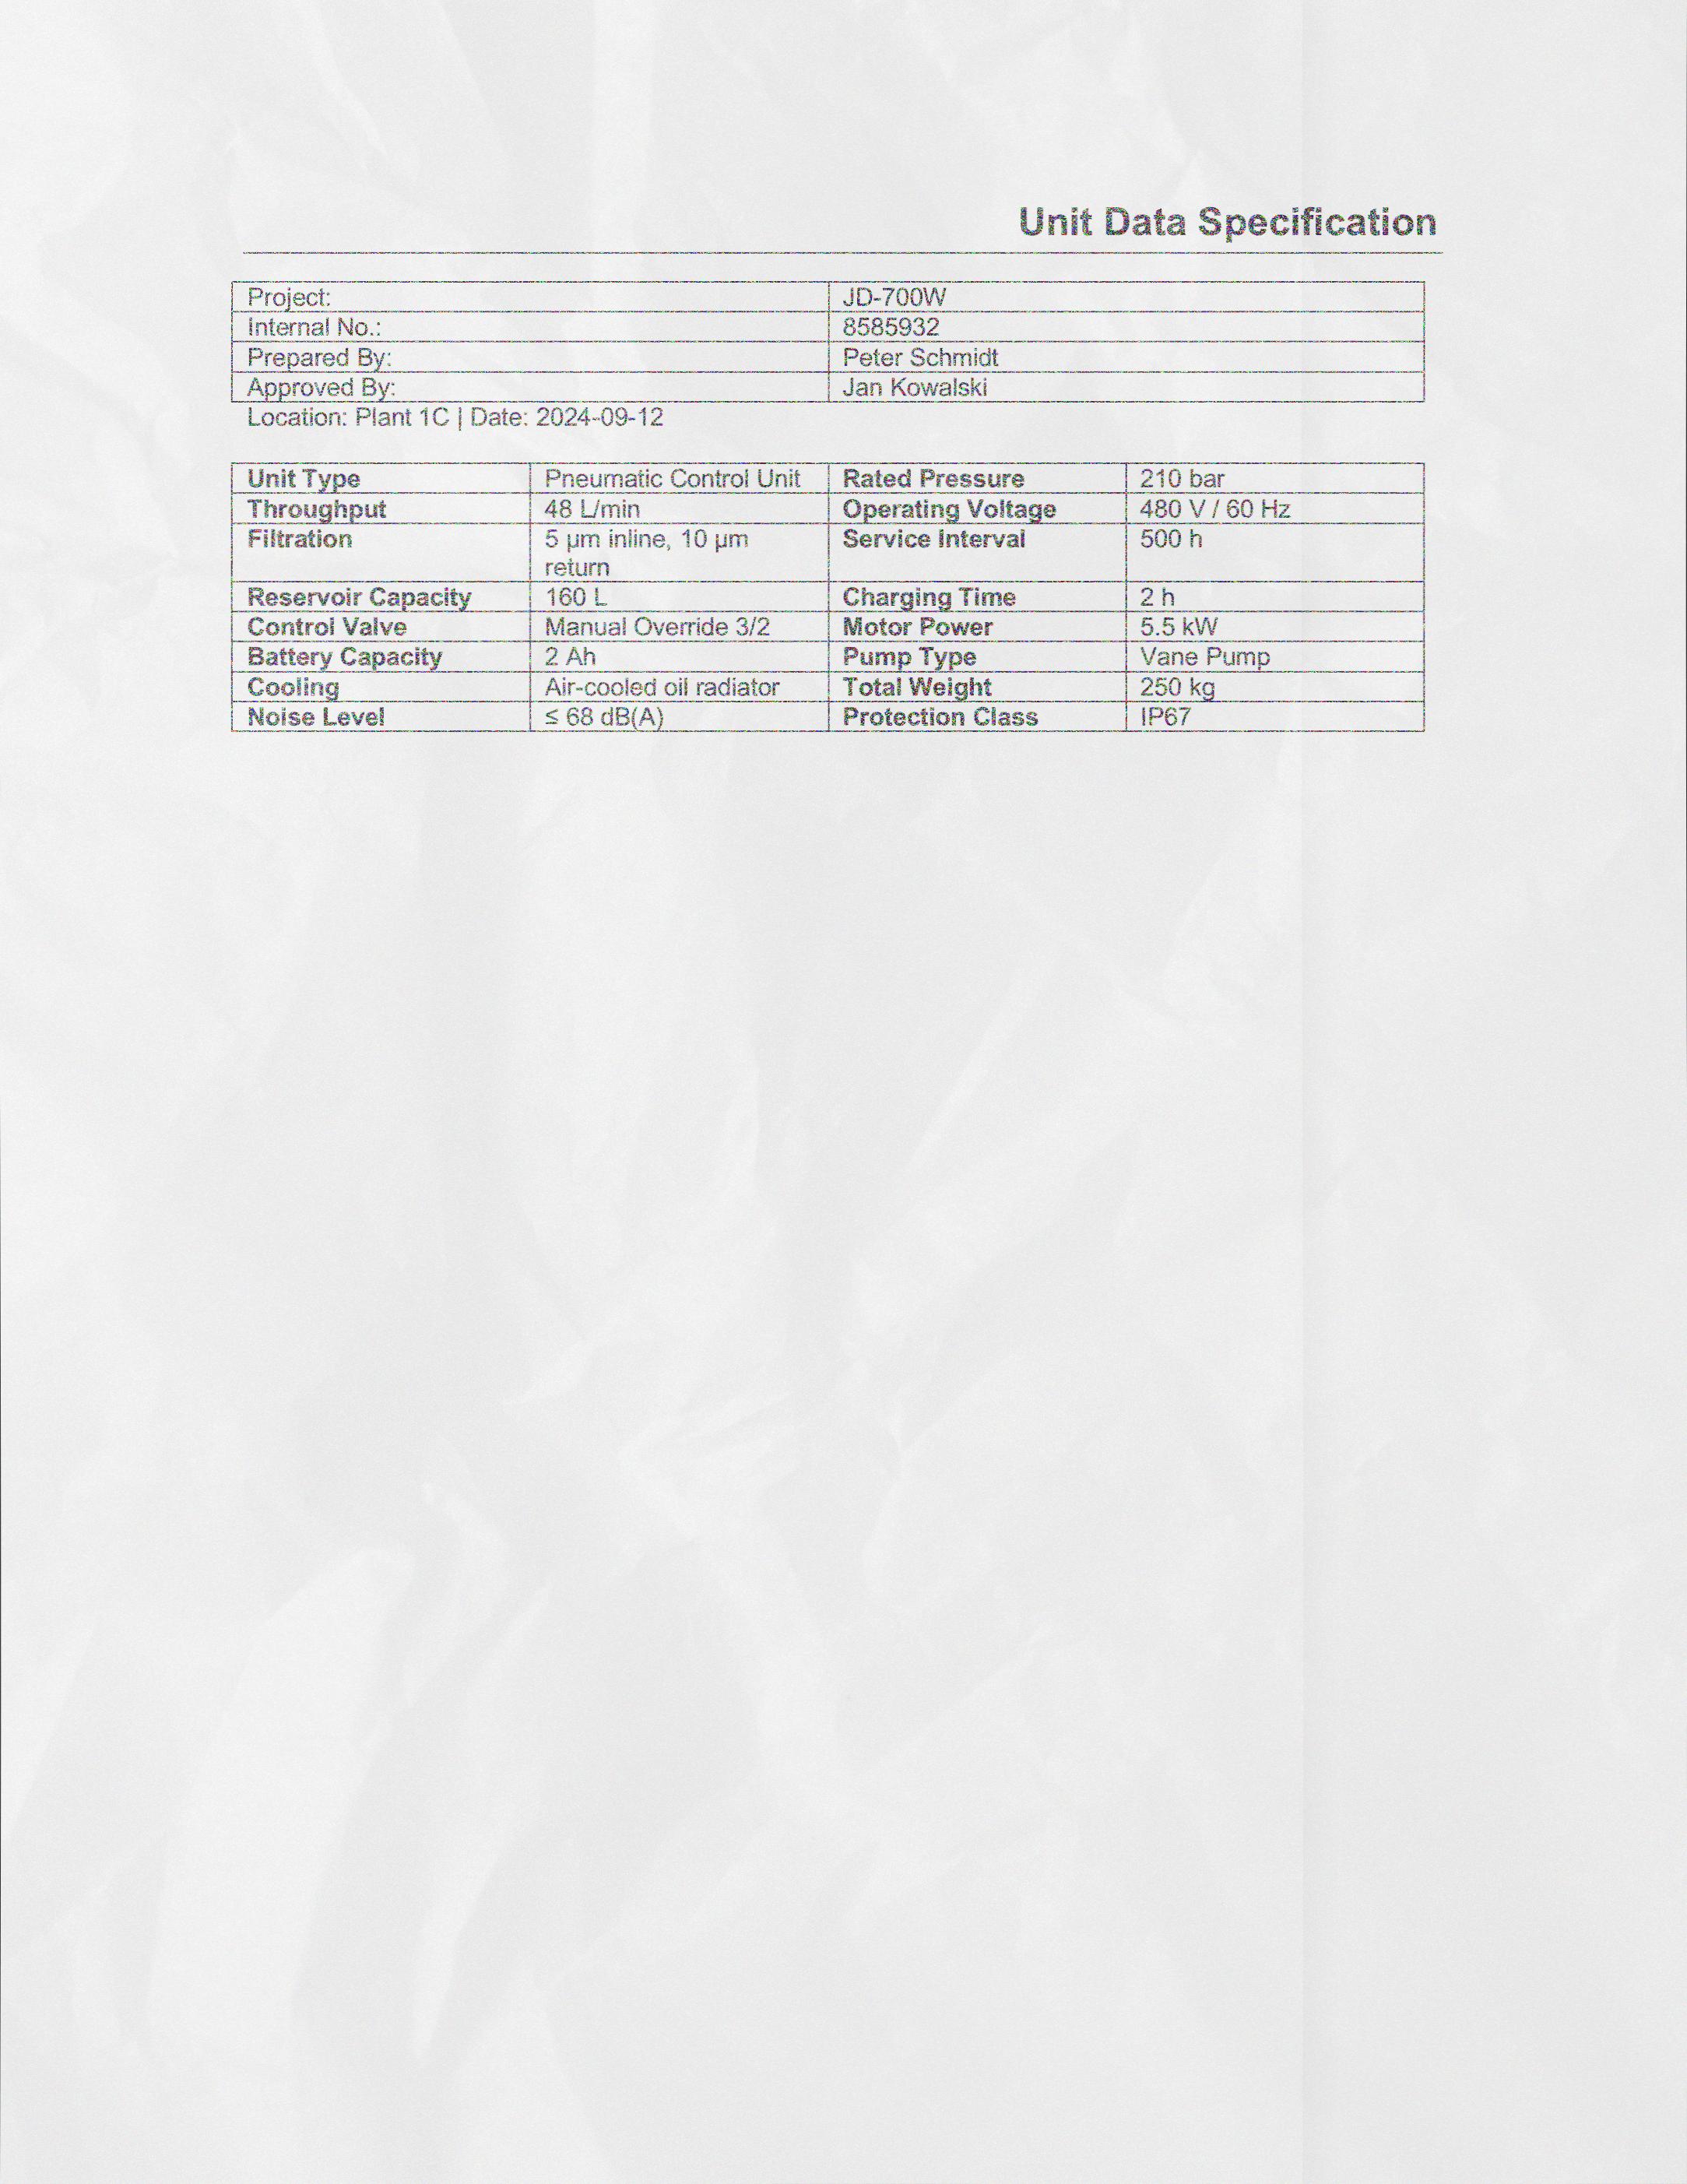 Unit Data Specification
Project: JD-700W
Internal No.: 8585932
Prepared By: Peter Schmidt
Approved By: Jan Kowalski
Location: Plant 1C | Date: 2024-09-12
Unit Type Pneumatic Control Unit Rated Pressure 210 bar
Throughput 48 L/min Operating Voltage 480 V / 60 Hz
Filtration 5 µm inline, 10 µm Service Interval 500 h
return
Reservoir Capacity 160 L Charging Time 2 h
Control Valve Manual Override 3/2 Motor Power 5.5 kW
Battery Capacity 2 Ah Pump Type Vane Pump
Cooling Air-cooled oil radiator Total Weight 250 kg
Noise Level ≤ 68 dB(A) Protection Class IP67